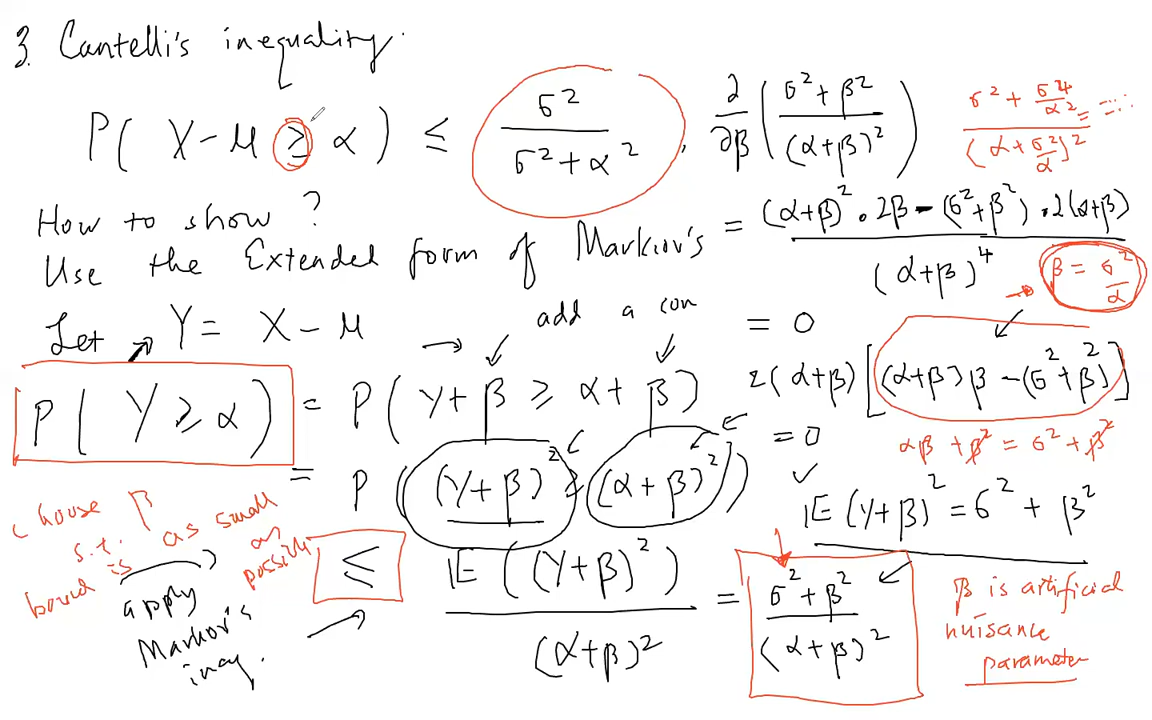 3. Cantelli's inequality.
P( X - μ ≥ α ) ≤ σ² / (σ² + α²) ,
How to show ?
Use the Extended form of Markov's
Let Y = X - μ
add a con
P( Y ≥ α ) = P( Y + β ≥ α + β )
= P( (Y + β)² ≥ (α + β)² )
≤ IE ( (Y + β)² ) / (α + β)² = (σ² + β²) / (α + β)²
choose β
s.t.
bound is as small
as
possible
apply
Markov's
ineq.
∂/∂β ( (σ² + β²) / (α + β)² )
= ( (α + β)² · 2β - (σ² + β²) · 2(α + β) ) / (α + β)⁴
= 0
2(α + β) [ (α + β) β - (σ² + β²) ]
= 0
αβ + β² = σ² + β²
β = σ² / α
( σ² + σ⁴/α² ) / ( α + σ²/α )² = .....
IE (Y + β)² = σ² + β²
β is artificial
nuisance
parameter